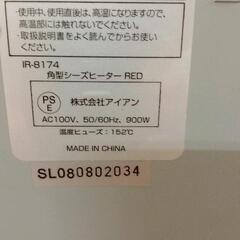 ・使用中、使用直後は、高温になりますので、
高温部には触れないでください。
・取扱説明書をよく読んでからお使い
ください。
IR-8174
角型シーズヒーター RED
PS
E
株式会社アイアン
AC100V、50/60Hz、900W
温度ヒューズ:152℃
MADE IN CHINA
SL080802034